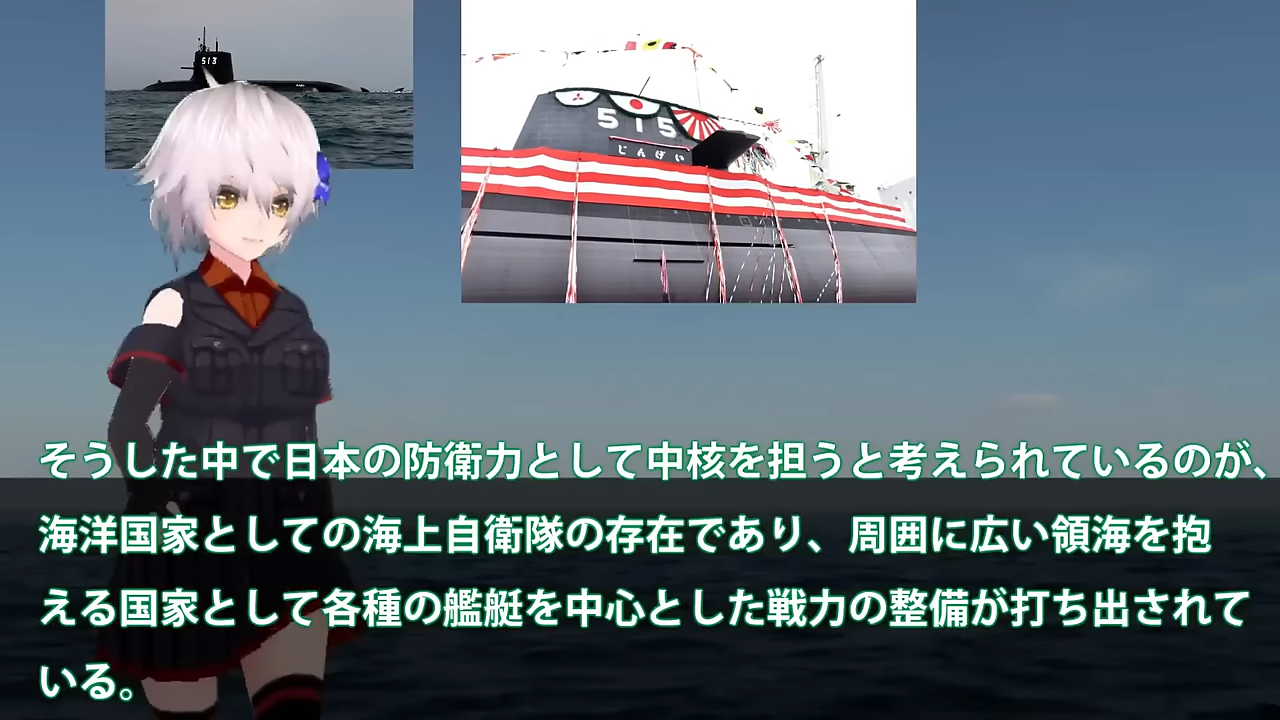 513
515
じんげい
そうした中で日本の防衛力として中核を担うと考えられているのが、
海洋国家としての海上自衛隊の存在であり、周囲に広い領海を抱
える国家として各種の艦艇を中心とした戦力の整備が打ち出されて
いる。